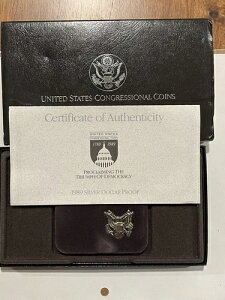 United States Congressional Coins
Certificate of Authenticity
UNITED STATES
1789 1989
Proclaiming the
Triumph of Democracy
1989 Silver Dollar Proof